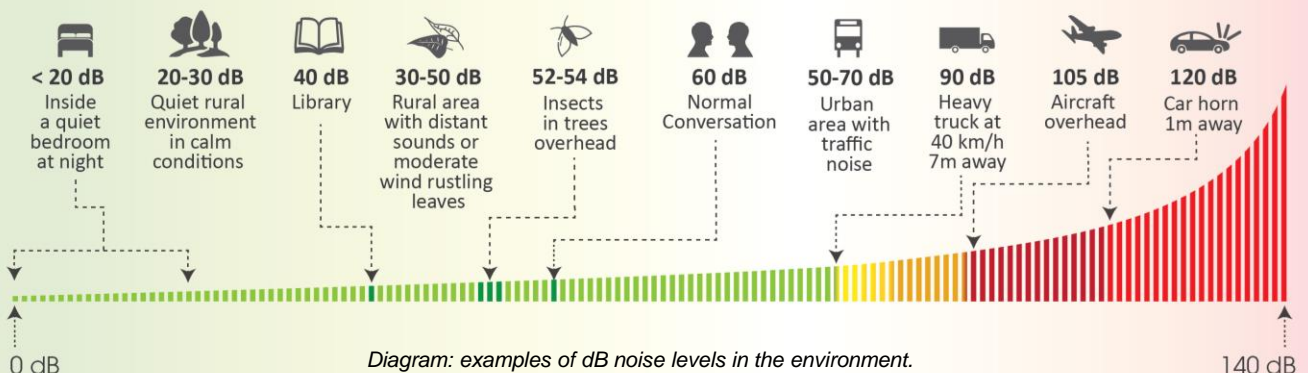 < 20 dB
Inside
a quiet
bedroom
at night
20-30 dB
Quiet rural
environment
in calm
conditions
40 dB
Library
30-50 dB
Rural area
with distant
sounds or
moderate
wind rustling
leaves
52-54 dB
Insects
in trees
overhead
60 dB
Normal
Conversation
50-70 dB
Urban
area with
traffic
noise
90 dB
Heavy
truck at
40 km/h
7m away
105 dB
Aircraft
overhead
120 dB
Car horn
1m away
0 dB
Diagram: examples of dB noise levels in the environment.
140 dB